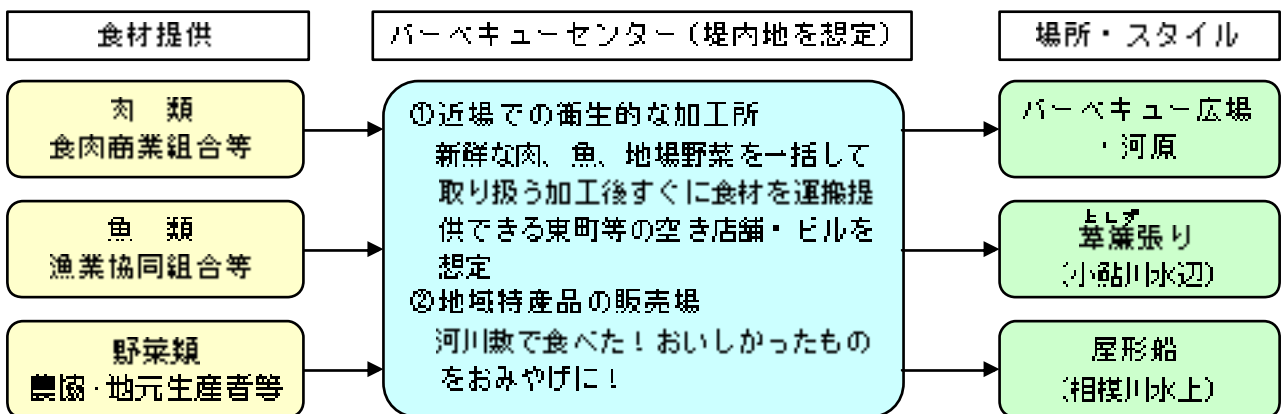 食材提供
バーベキューセンター（堤内地を想定）
場所・スタイル
肉　類
食肉商業組合等
魚　類
漁業協同組合等
野菜類
農協・地元生産者等
①近場での衛生的な加工所
新鮮な肉、魚、地場野菜を一括して
取り扱う加工後すぐに食材を運搬提
供できる東町等の空き店舗・ビルを
想定
②地域特産品の販売場
河川敷で食べた！おいしかったもの
をおみやげに！
バーベキュー広場
・河原
よしず
葦簾張り
（小鮎川水辺）
屋形船
（相模川水上）